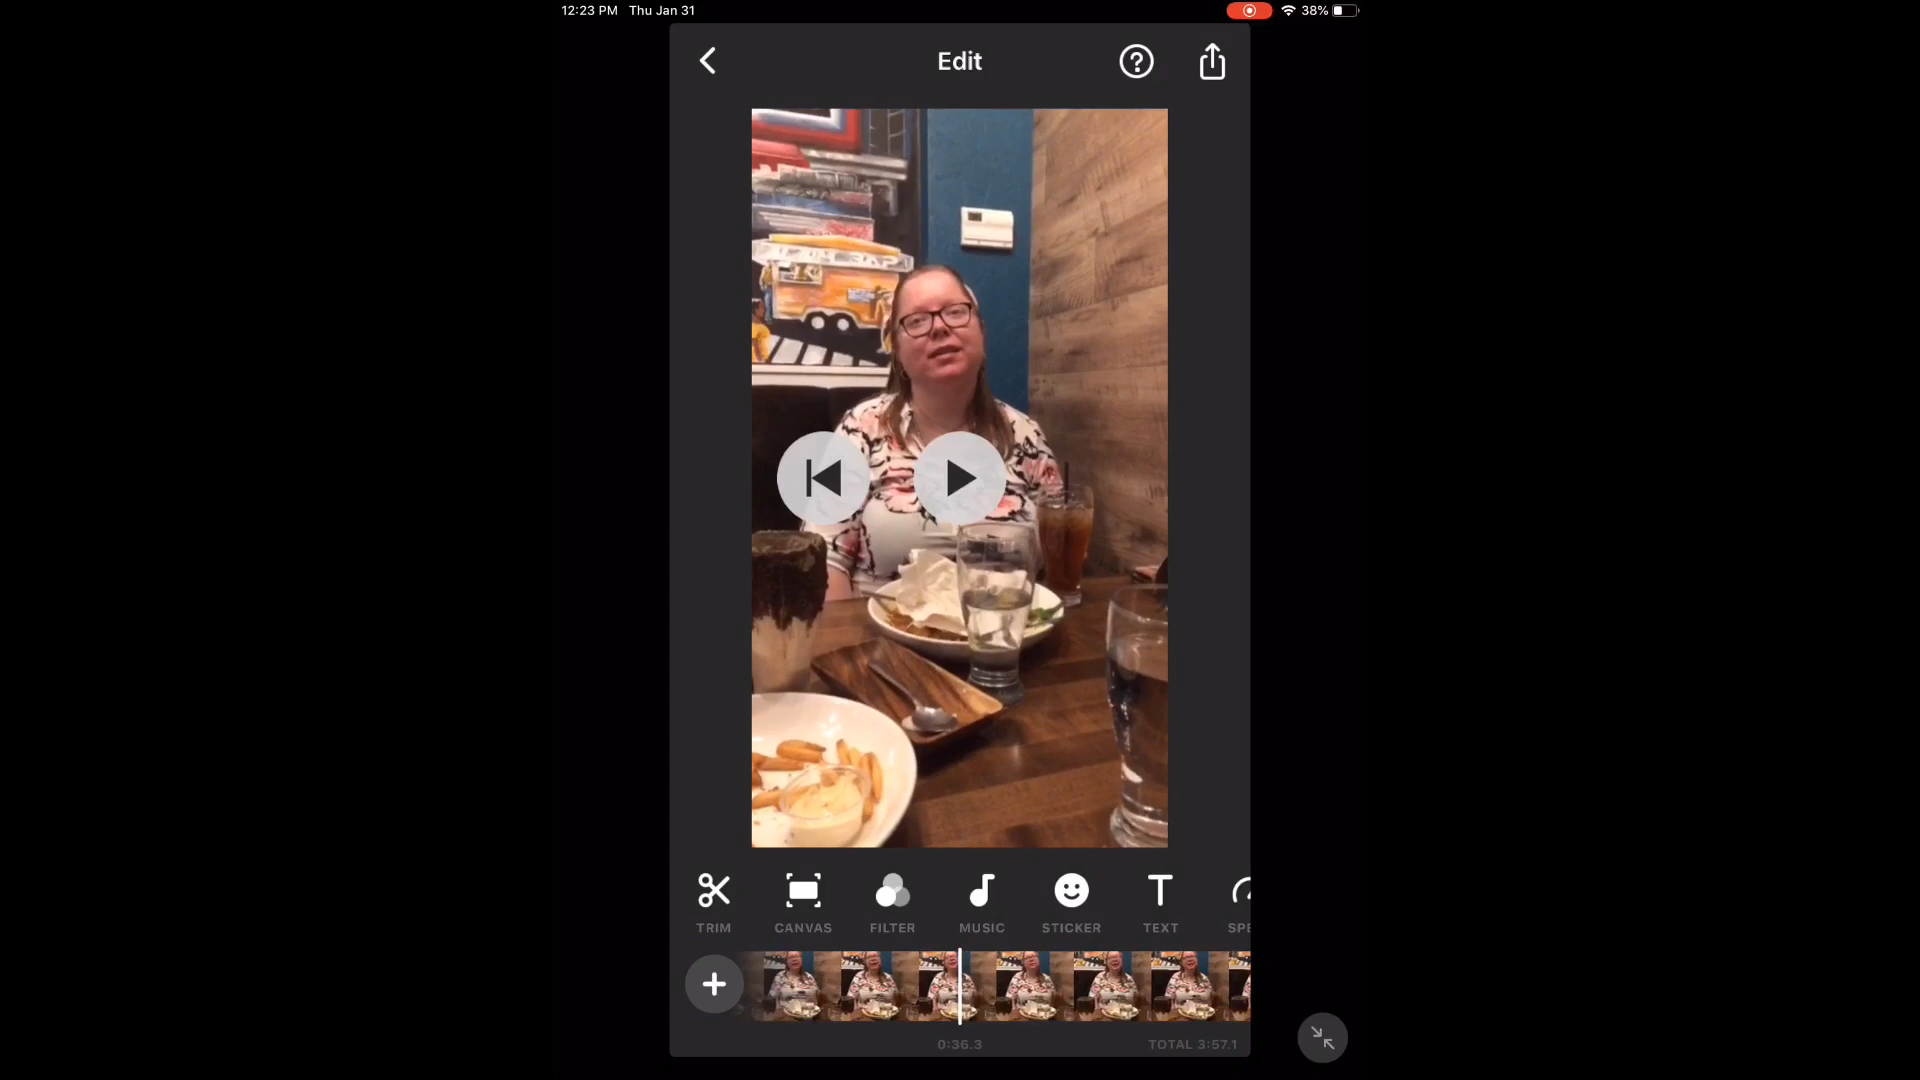 12:23 PM Thu Jan 31
38%
Edit
TRIM
CANVAS
FILTER
MUSIC
STICKER
TEXT
SPE
0:36.3
TOTAL 3:57.1